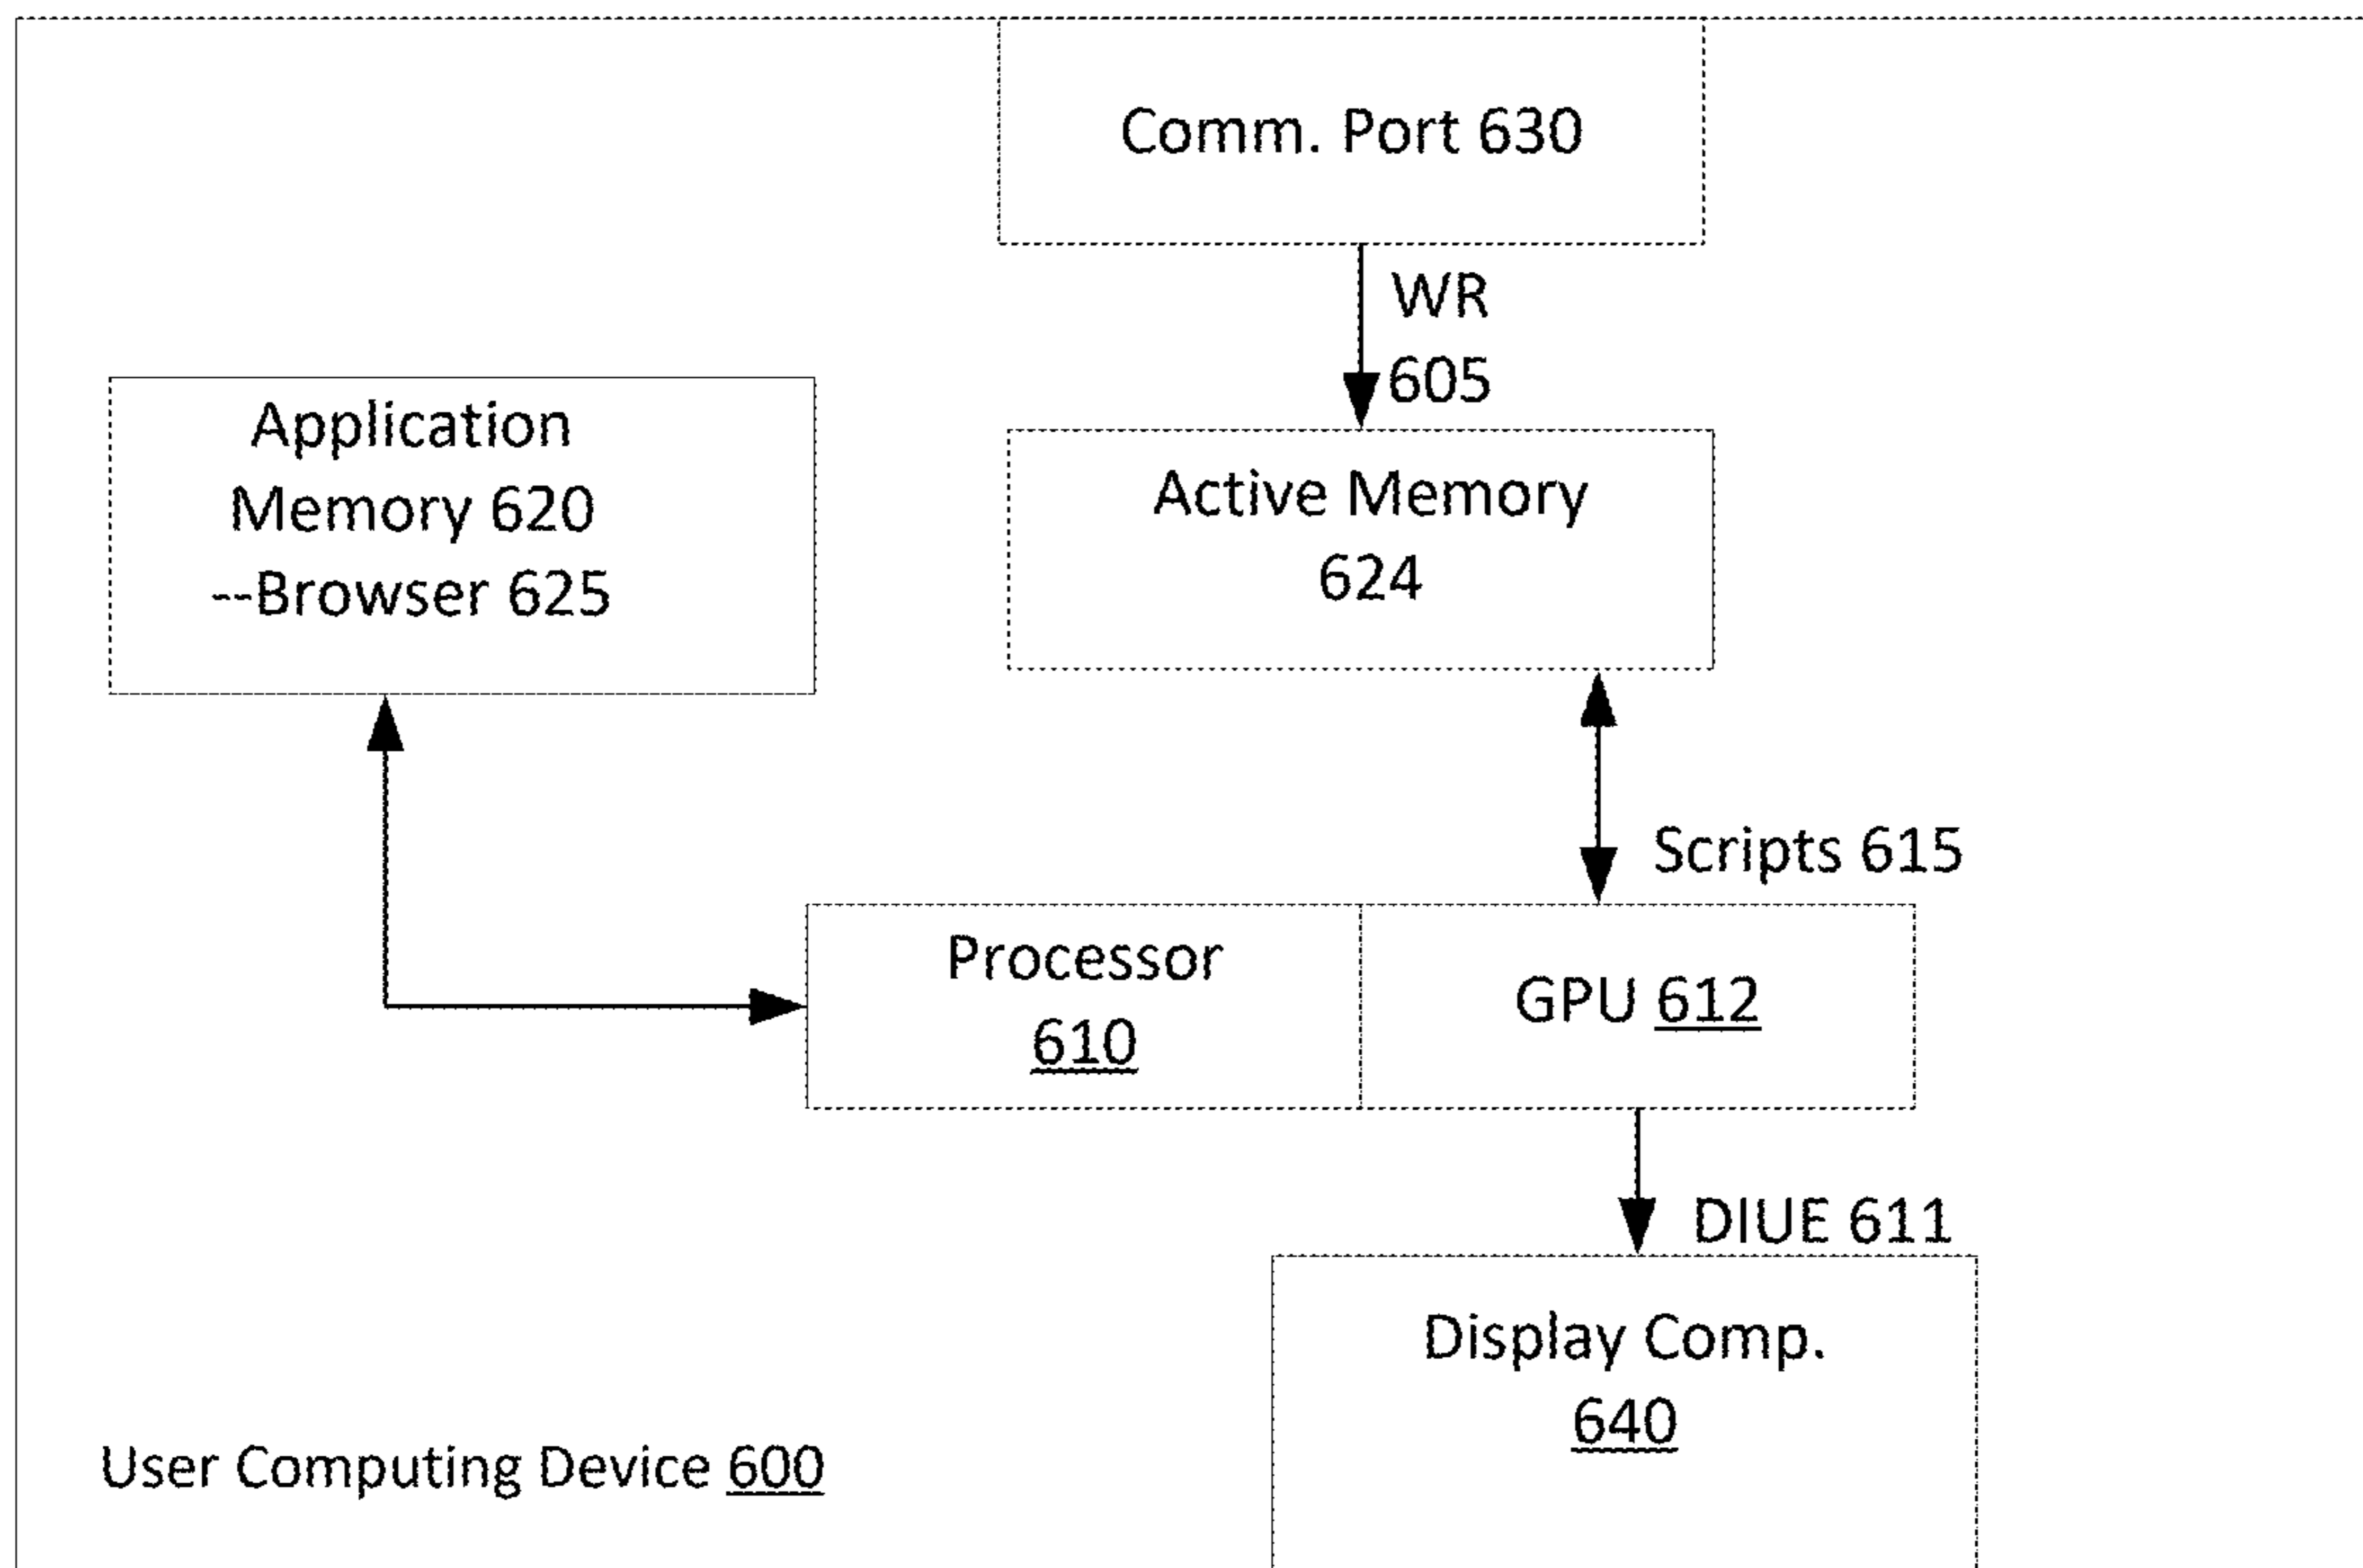 Comm. Port 630
WR
605
Application
Memory 620
--Browser 625
Active Memory
624
Scripts 615
Processor
610
GPU 612
DIUE 611
Display Comp.
640
User Computing Device 600